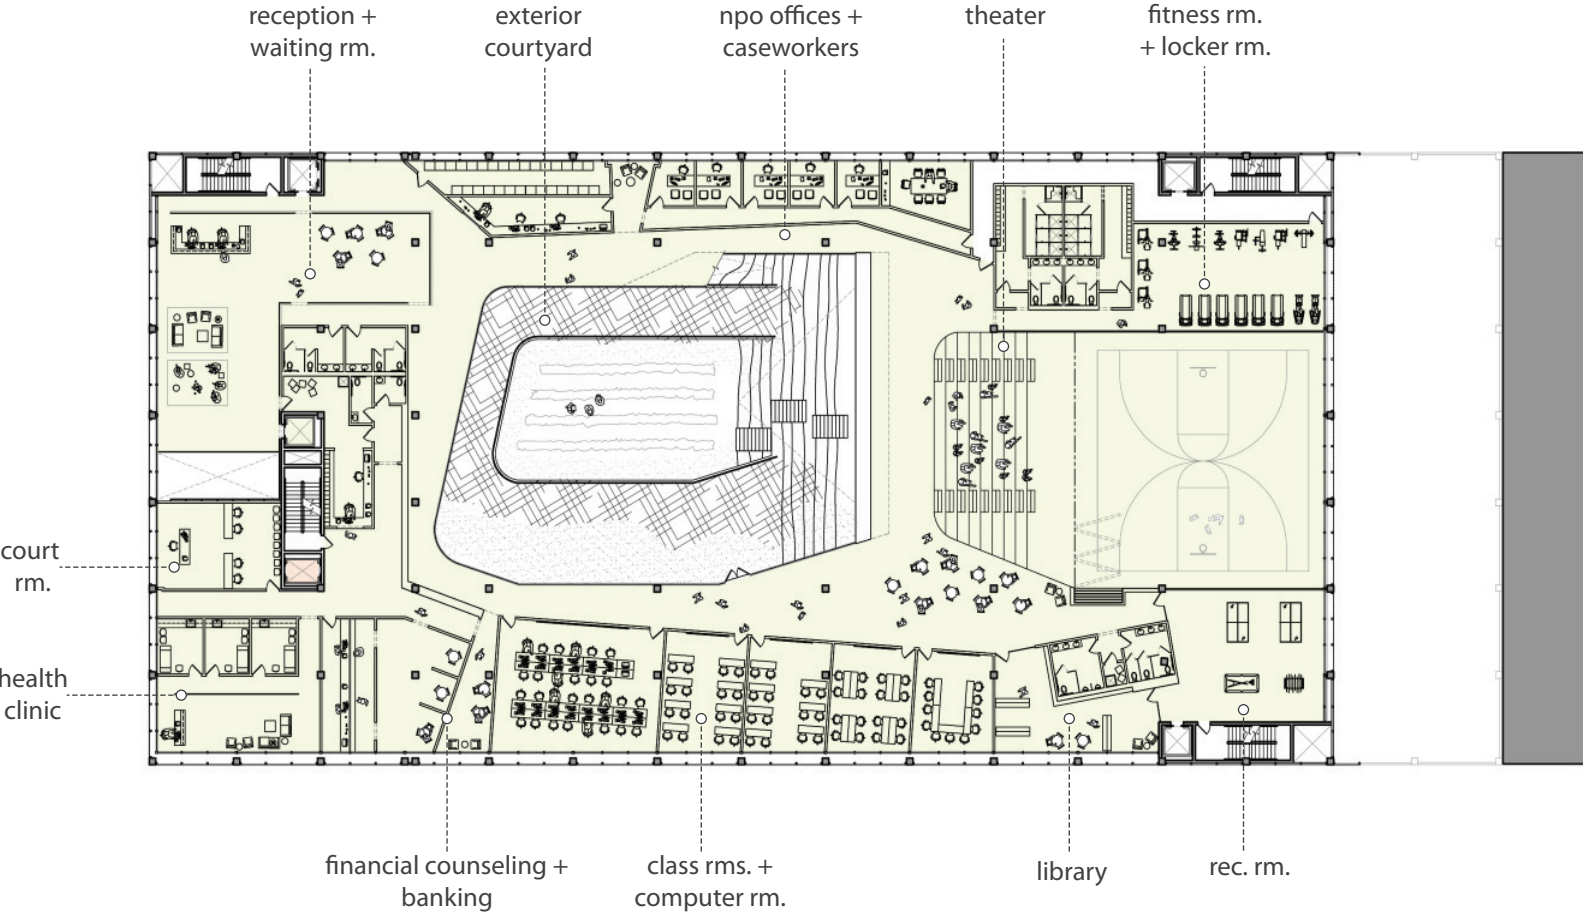 reception +
waiting rm.
exterior
courtyard
npo offices +
caseworkers
theater
fitness rm.
+ locker rm.
court
rm.
health
clinic
financial counseling +
banking
class rms. +
computer rm.
library
rec. rm.